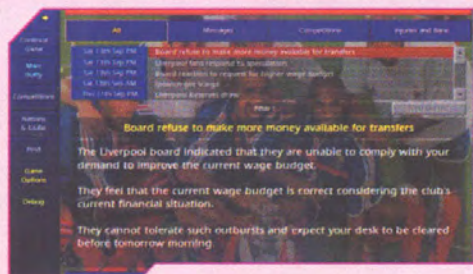 All
Messages
Competitions
Injuries and Bans
Continue
Game
Sat 13th Sep PM Board refuse to make more money available for transfers
Sat 13th Sep PM Liverpool fans respond to speculation
Main
Sat 13th Sep PM Board reaction to request for higher wage budget
Sat 13th Sep AM
Competitions
Thu 11th Sep PM Liverpool Reserves draw
Nations
& Clubs
Filter
Board refuse to make more money available for transfers
Find
The Liverpool board indicated that they are unable to comply with your
demand to improve the current wage budget.
Game
Options
They feel that the current wage budget is correct considering the club's
current financial situation.
Debug
They cannot tolerate such outbursts and expect your desk to be cleared
before tomorrow morning.